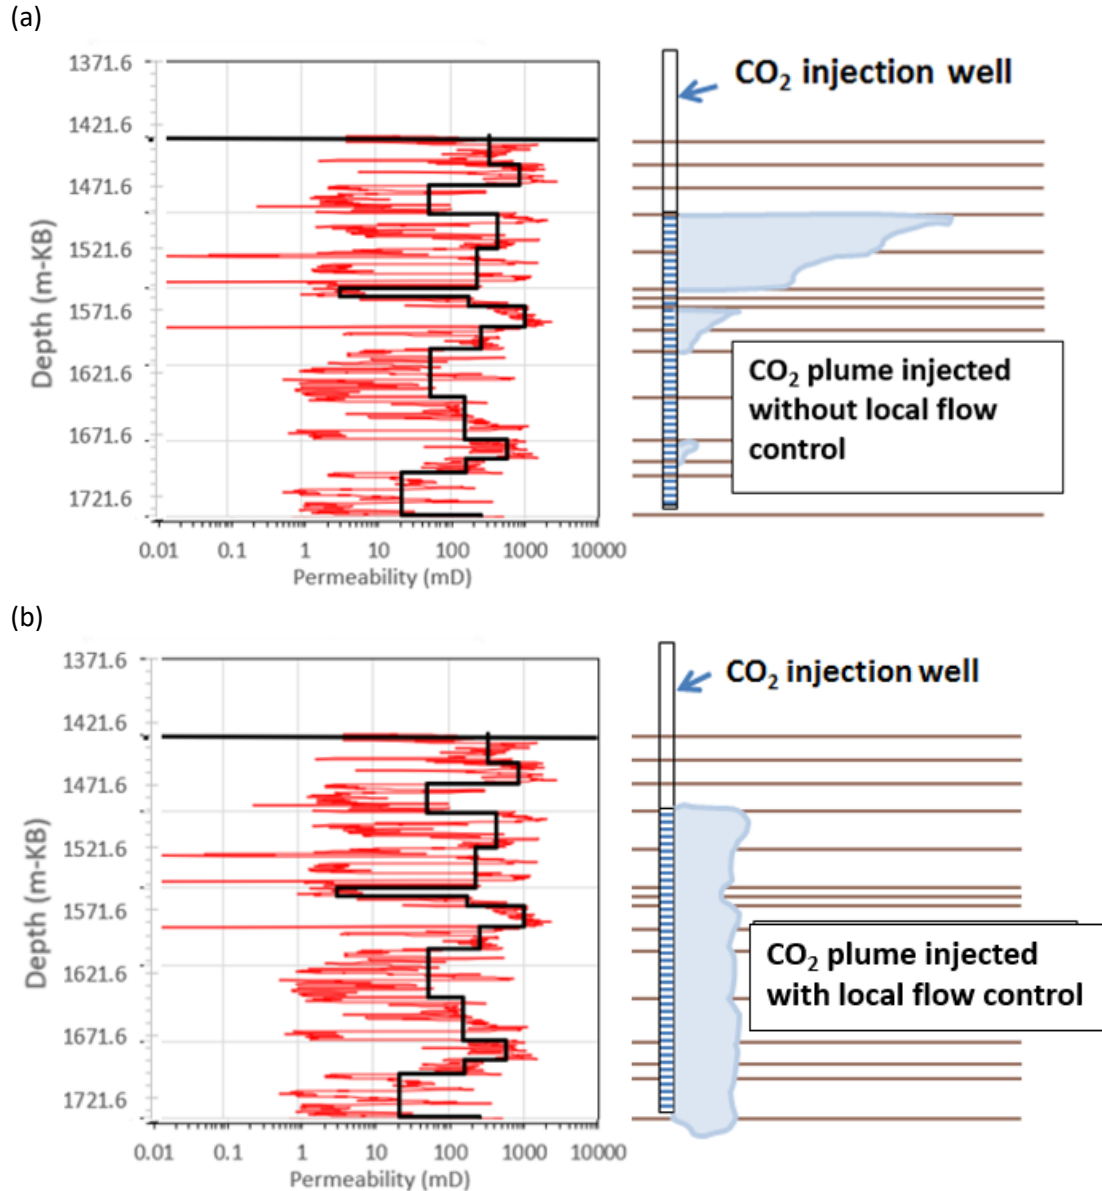 (a)
CO₂ injection well
1371.6
1421.6
1471.6
1521.6
1571.6
1621.6
1671.6
1721.6
Depth (m-KB)
0.01 0.1 1 10 100 1000 10000
Permeability (mD)
CO₂ plume injected
without local flow
control
(b)
CO₂ injection well
1371.6
1421.6
1471.6
1521.6
1571.6
1621.6
1671.6
1721.6
Depth (m-KB)
0.01 0.1 1 10 100 1000 10000
Permeability (mD)
CO₂ plume injected
with local flow control